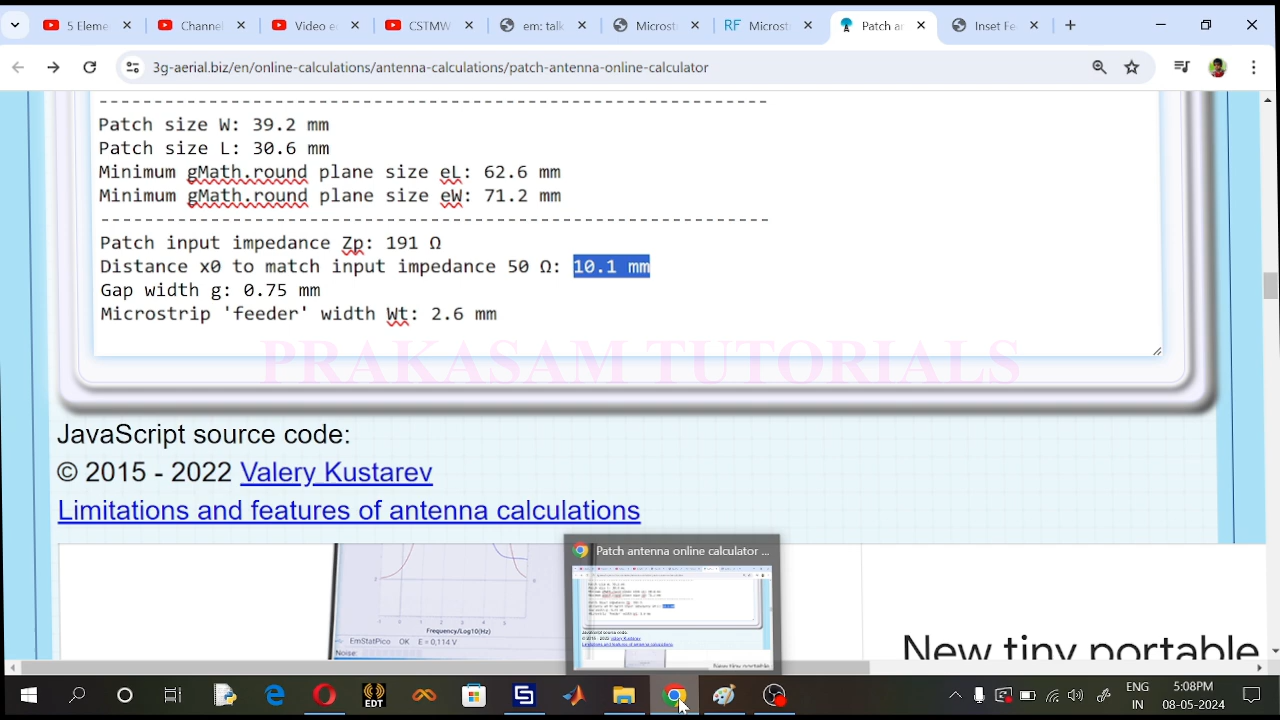 Source
Video e
CSTMW
em: talk
Microst
RF Microst
Patch ar
Inset Fe
3g-aerial.biz/en/online-calculations/antenna-calculations/patch-antenna-online-calculator
Patch size W: 39.2 mm
Patch size L: 30.6 mm
Minimum gMath.round plane size eL: 62.6 mm
Minimum gMath.round plane size eW: 71.2 mm
Patch input impedance Zp: 191 Ω
Distance x0 to match input impedance 50 Ω: 10.1 mm
Gap width g: 0.75 mm
Microstrip 'feeder' width Wt: 2.6 mm
PRAKASAM TUTORIALS
JavaScript source code:
© 2015 - 2022 Valery Kustarev
Limitations and features of antenna calculations
Patch antenna online calculator ...
Frequency/Log10(Hz)
EmStatPico OK E = 0,114 V
Noise:
New tiny portable
EDT
ENG
IN
5:08PM
08-05-2024